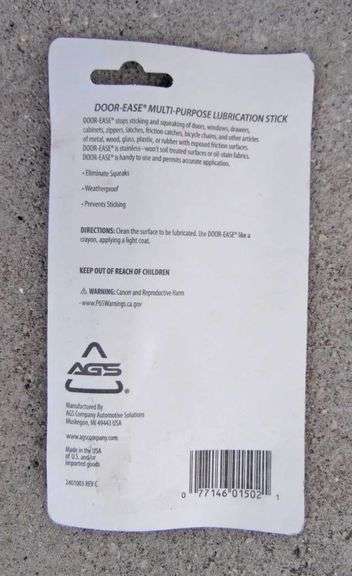 DOOR-EASE® MULTI-PURPOSE LUBRICATION STICK
DOOR-EASE® stops sticking and squeaking of doors, windows, drawers,
cabinets, zippers, latches, friction catches, bicycle chains, and other articles
of metal, wood, glass, plastic, or rubber with exposed friction surfaces.
DOOR-EASE® is stainless—won't soil treated surfaces or oil-stain fabrics.
DOOR-EASE® is handy to use and permits accurate application.
• Eliminate Squeaks
• Weatherproof
• Prevents Sticking
DIRECTIONS: Clean the surface to be lubricated. Use DOOR-EASE® like a
crayon, applying a light coat.
KEEP OUT OF REACH OF CHILDREN
⚠ WARNING: Cancer and Reproductive Harm
- www.P65Warnings.ca.gov
AGS®
Manufactured by
AGS Company Automotive Solutions
Muskegon, MI 49443 USA
www.agscompany.com
Made in the USA
of U.S. and/or
imported goods
2401003 REV C
0 77146 01502 1